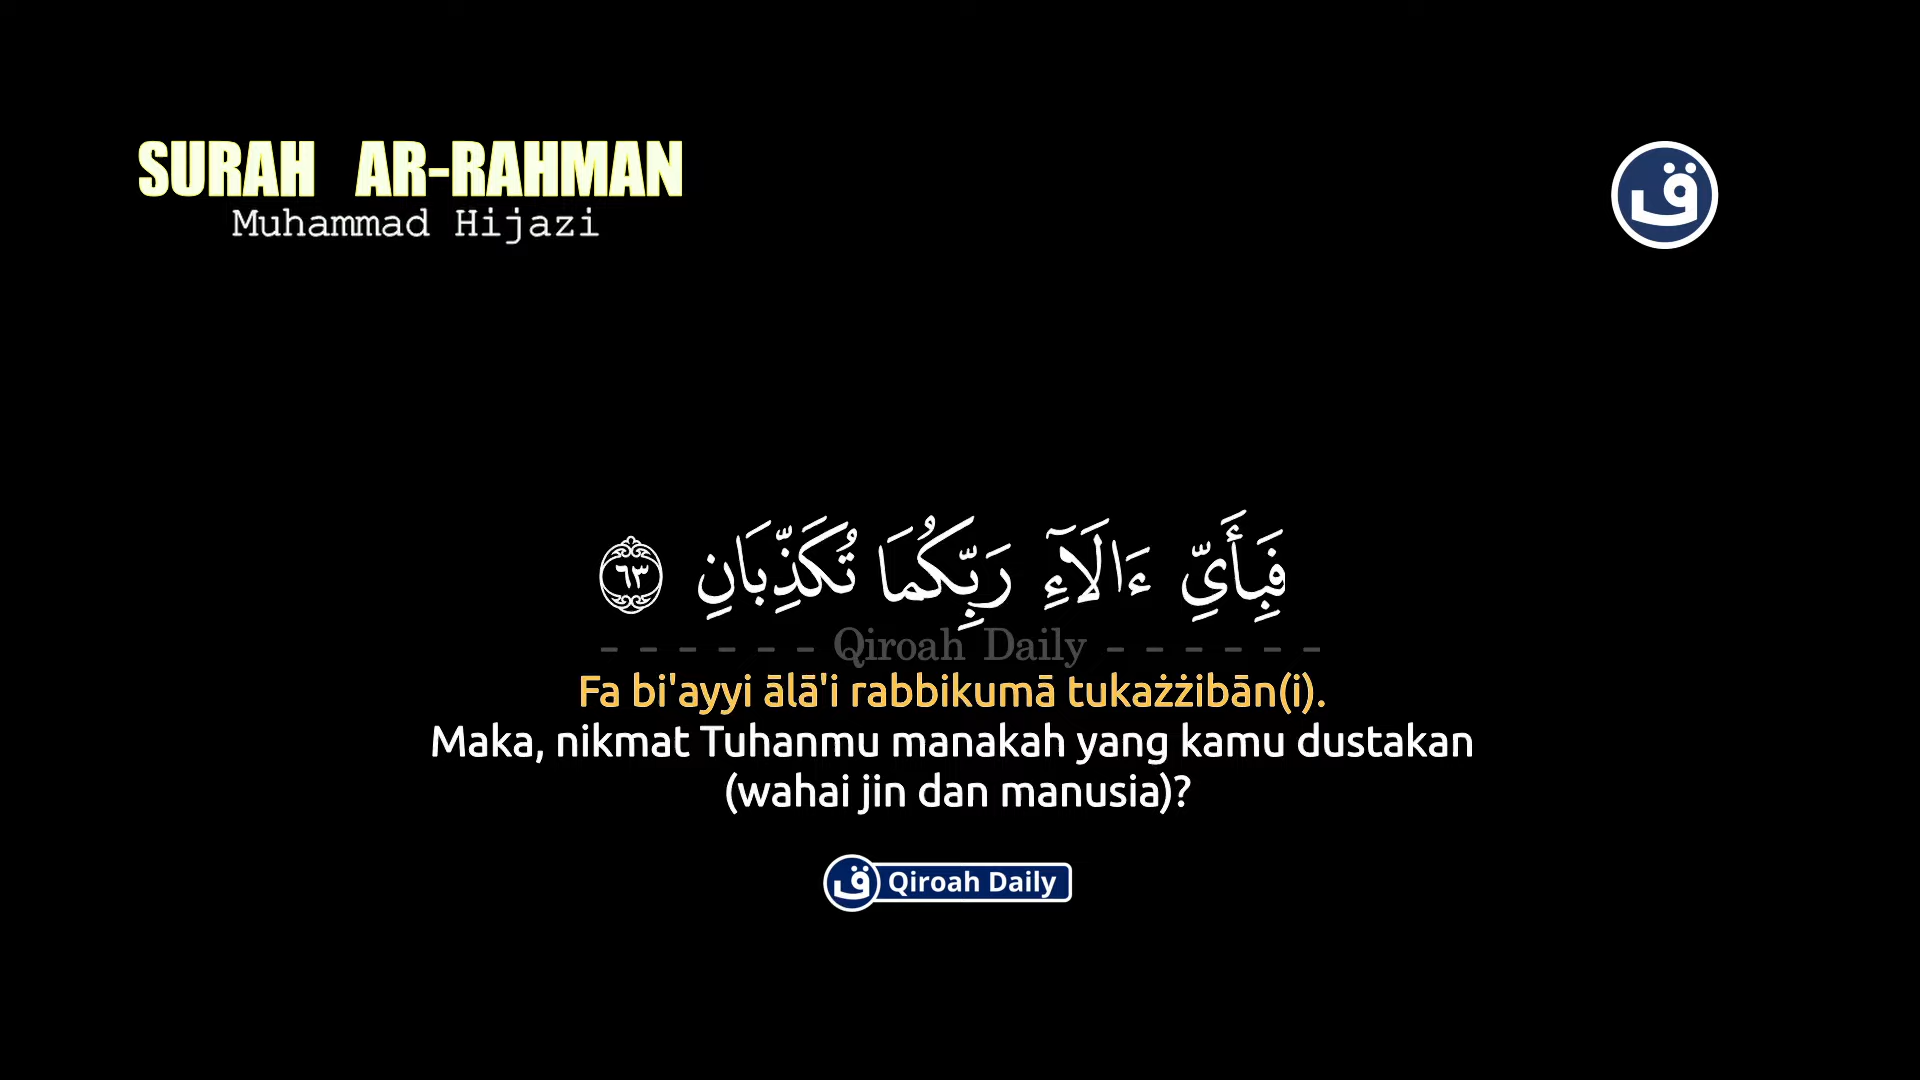 SURAH AR-RAHMAN
Muhammad Hijazi
ق
فَبِأَيِّ ءَالَآءِ رَبِّكُمَا تُكَذِّبَانِ ٦٣
- - - - - - Qiroah Daily - - - - - -
Fa bi'ayyi ālā'i rabbikumā tukażżibān(i).
Maka, nikmat Tuhanmu manakah yang kamu dustakan
(wahai jin dan manusia)?
ق Qiroah Daily